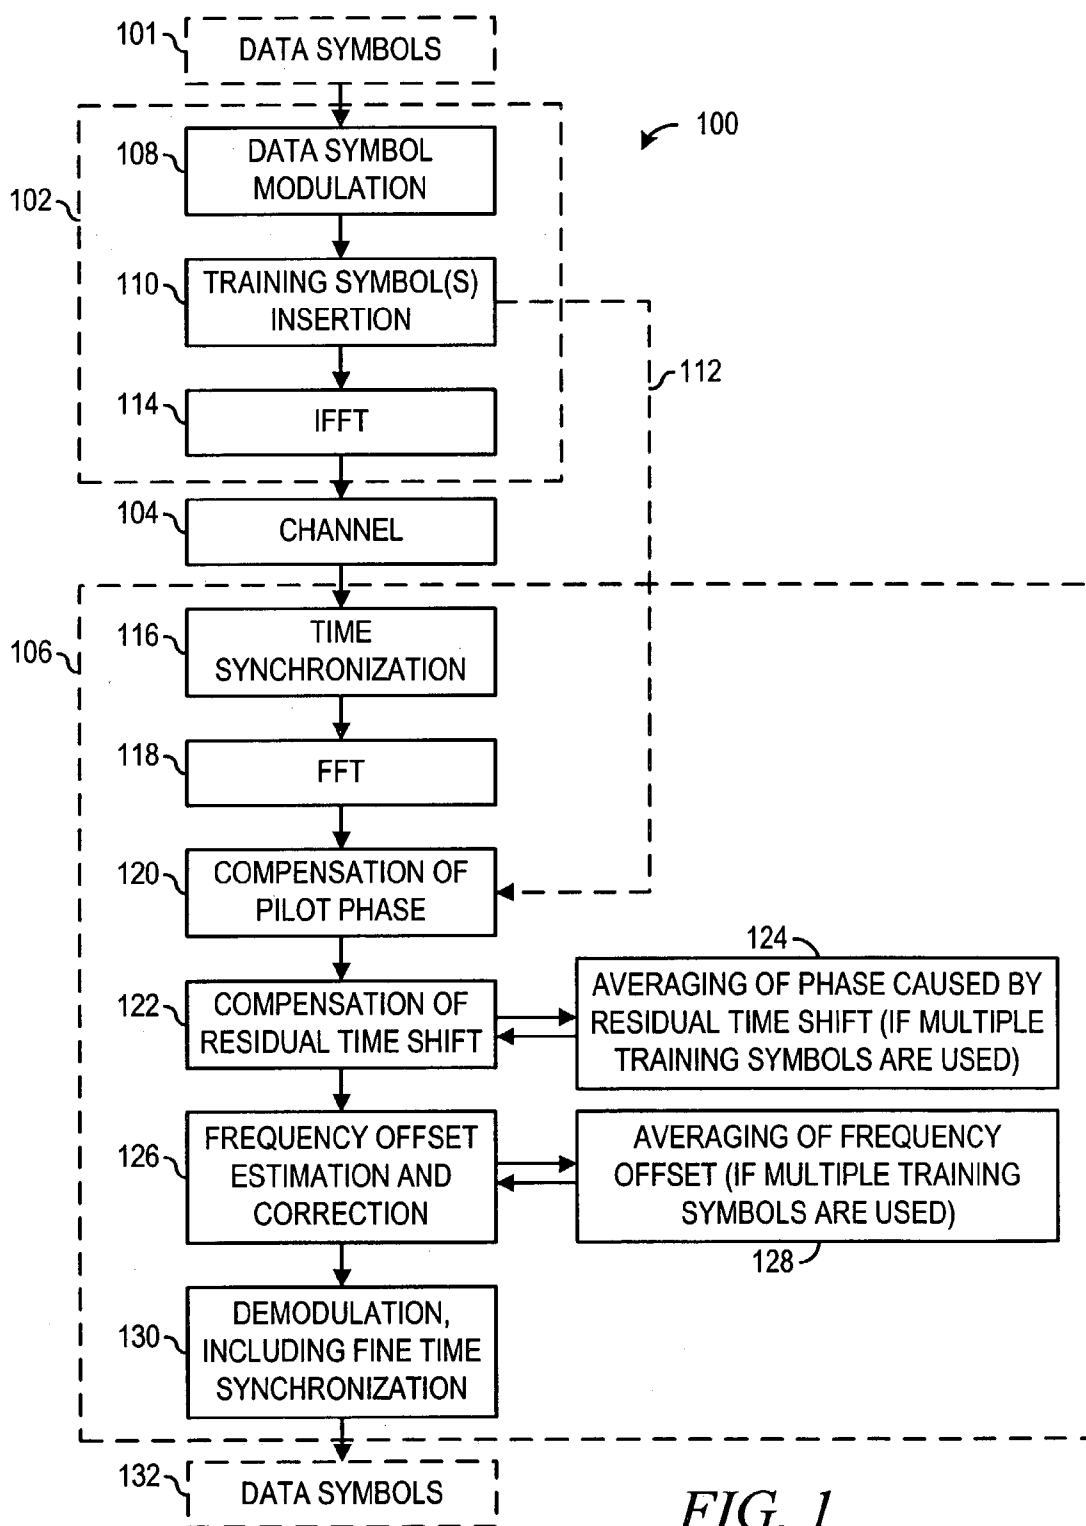 101
DATA SYMBOLS
100
102
108
DATA SYMBOL
MODULATION
110
TRAINING SYMBOL(S)
INSERTION
112
114
IFFT
104
CHANNEL
106
116
TIME
SYNCHRONIZATION
118
FFT
120
COMPENSATION OF
PILOT PHASE
122
COMPENSATION OF
RESIDUAL TIME SHIFT
124
AVERAGING OF PHASE CAUSED BY
RESIDUAL TIME SHIFT (IF MULTIPLE
TRAINING SYMBOLS ARE USED)
126
FREQUENCY OFFSET
ESTIMATION AND
CORRECTION
AVERAGING OF FREQUENCY
OFFSET (IF MULTIPLE TRAINING
SYMBOLS ARE USED)
128
130
DEMODULATION,
INCLUDING FINE TIME
SYNCHRONIZATION
132
DATA SYMBOLS
FIG. 1